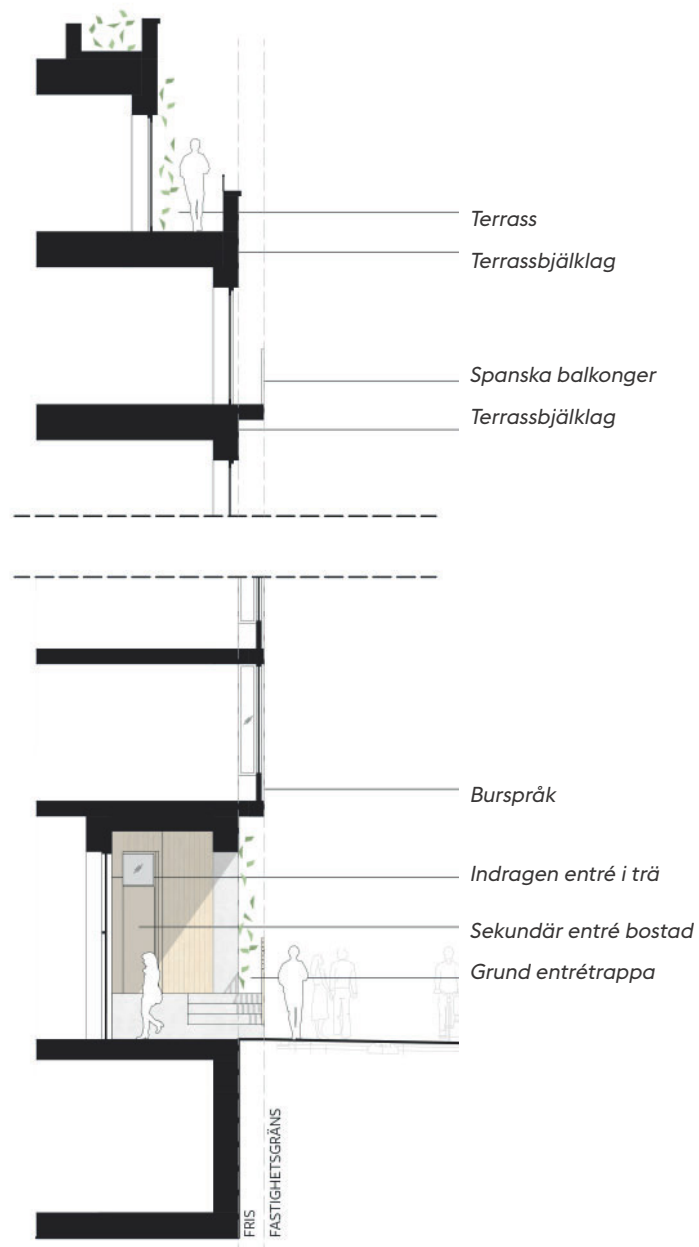 Terrass
Terrassbjälklag
Spanska balkonger
Terrassbjälklag
Burspråk
Indragen entré i trä
Sekundär entré bostad
Grund entrétrappa
FRIS
FASTIGHETSGRÄNS